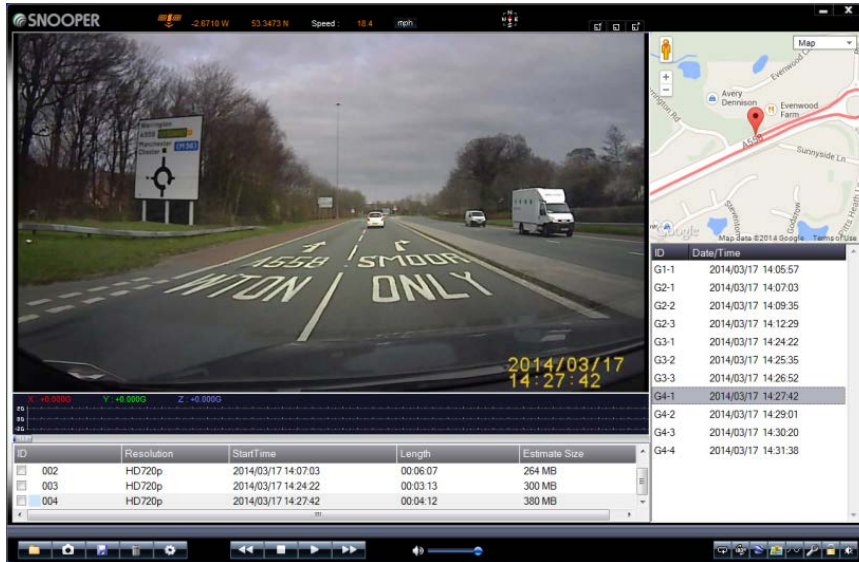 SNOOPER
-2.6710 W 53.3473 N Speed : 18.4 mph
Map
Warrington
A558
Manchester (M56)
Chester
A558 SMOOR
WTON ONLY
2014/03/17
14:27:42
Avery
Dennison
Evenwood
Farm
A558
Sunnyside Ln
Google
Map data ©2014 Google Terms of Use
X : +0.000G Y : +0.000G Z : +0.000G
ID Resolution StartTime Length Estimate Size
002 HD720p 2014/03/17 14:07:03 00:06:07 264 MB
003 HD720p 2014/03/17 14:24:22 00:03:13 300 MB
004 HD720p 2014/03/17 14:27:42 00:04:12 380 MB
ID Date/Time
G1-1 2014/03/17 14:05:57
G2-1 2014/03/17 14:07:03
G2-2 2014/03/17 14:09:35
G2-3 2014/03/17 14:12:29
G3-1 2014/03/17 14:24:22
G3-2 2014/03/17 14:25:35
G3-3 2014/03/17 14:26:52
G4-1 2014/03/17 14:27:42
G4-2 2014/03/17 14:29:01
G4-3 2014/03/17 14:30:20
G4-4 2014/03/17 14:31:38